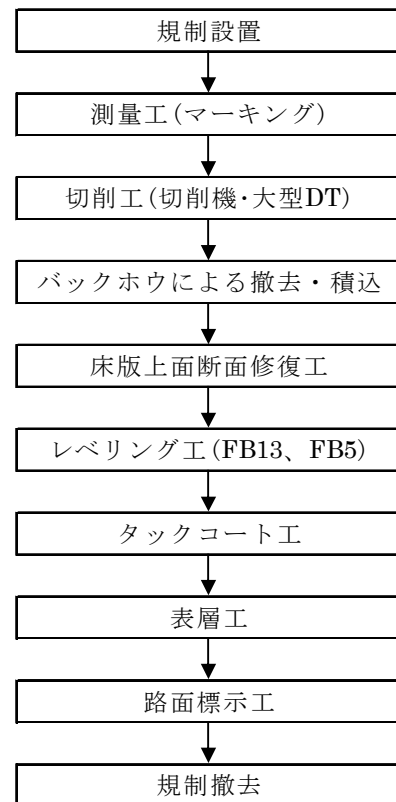 規制設置
測量工(マーキング)
切削工(切削機・大型DT)
バックホウによる撤去・積込
床版上面断面修復工
レベリング工(FB13、FB5)
タックコート工
表層工
路面標示工
規制撤去